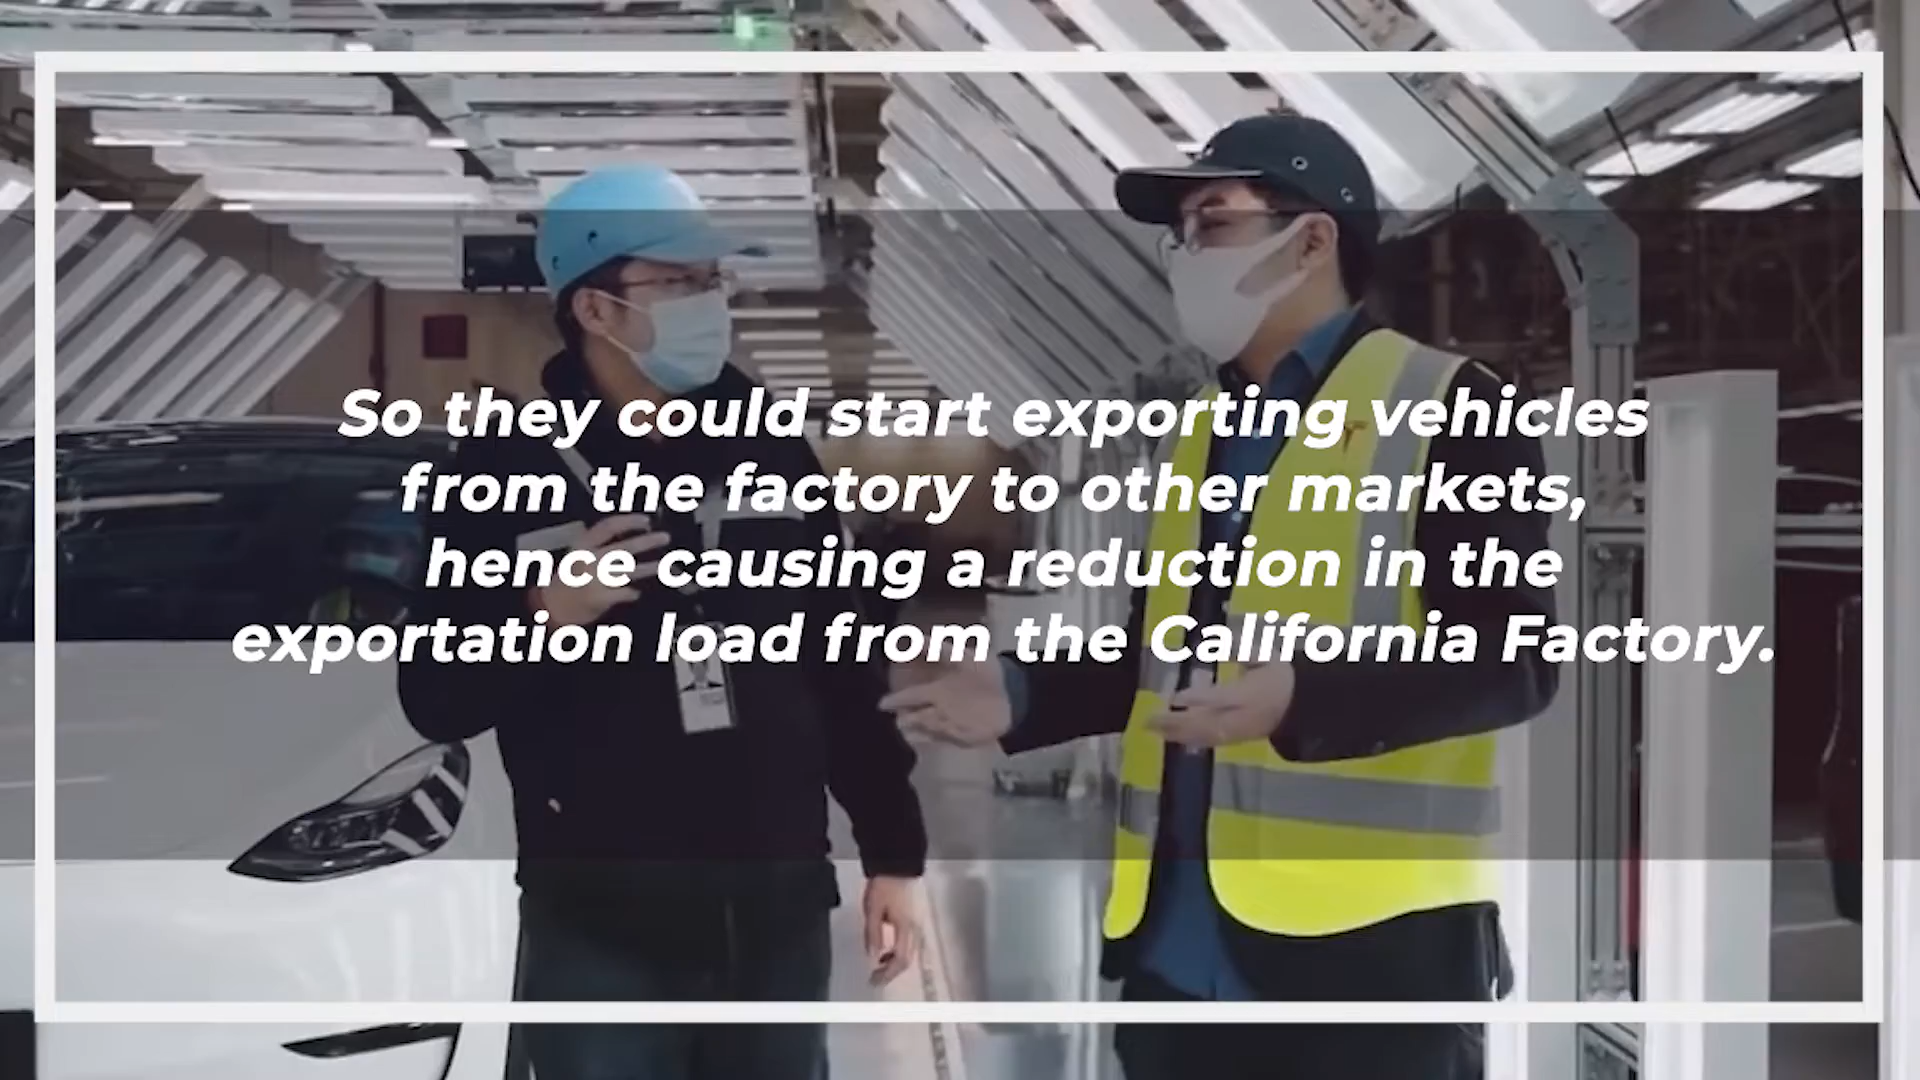 So they could start exporting vehicles
from the factory to other markets,
hence causing a reduction in the
exportation load from the California Factory.